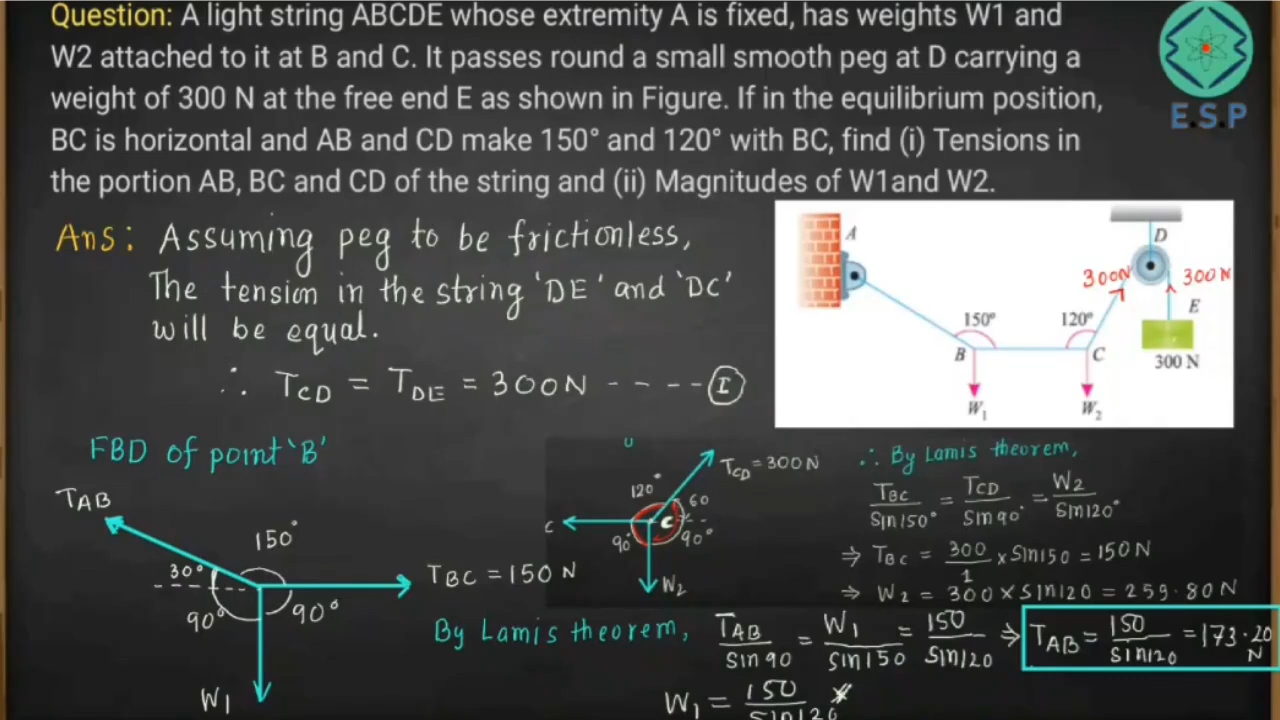 Question: A light string ABCDE whose extremity A is fixed, has weights W1 and
W2 attached to it at B and C. It passes round a small smooth peg at D carrying a
weight of 300 N at the free end E as shown in Figure. If in the equilibrium position,
BC is horizontal and AB and CD make 150° and 120° with BC, find (i) Tensions in
the portion AB, BC and CD of the string and (ii) Magnitudes of W1and W2.
E.S.P
Ans: Assuming peg to be frictionless,
The tension in the string 'DE' and 'DC'
will be equal.
∴ TCD = TDE = 300N - - - - I
A
D
300N
300N
E
150°
120°
B
C
300 N
W1
W2
FBD of point 'B'
TAB
150°
30°
90°
90°
TBC = 150 N
W1
TCD = 300N
120°
60
C
c
90
90°
W2
∴ By Lamis theorem,
TBC/Sin150° = TCD/Sin90° = W2/Sin120°
⇒ TBC = 300/1 × Sin150 = 150N
⇒ W2 = 300 × Sin120 = 259.80 N
By Lamis theorem, TAB/Sin90 = W1/Sin150 = 150/Sin120 ⇒ TAB = 150/Sin120 = 173.20 N
W1 = 150/Sin120 ×